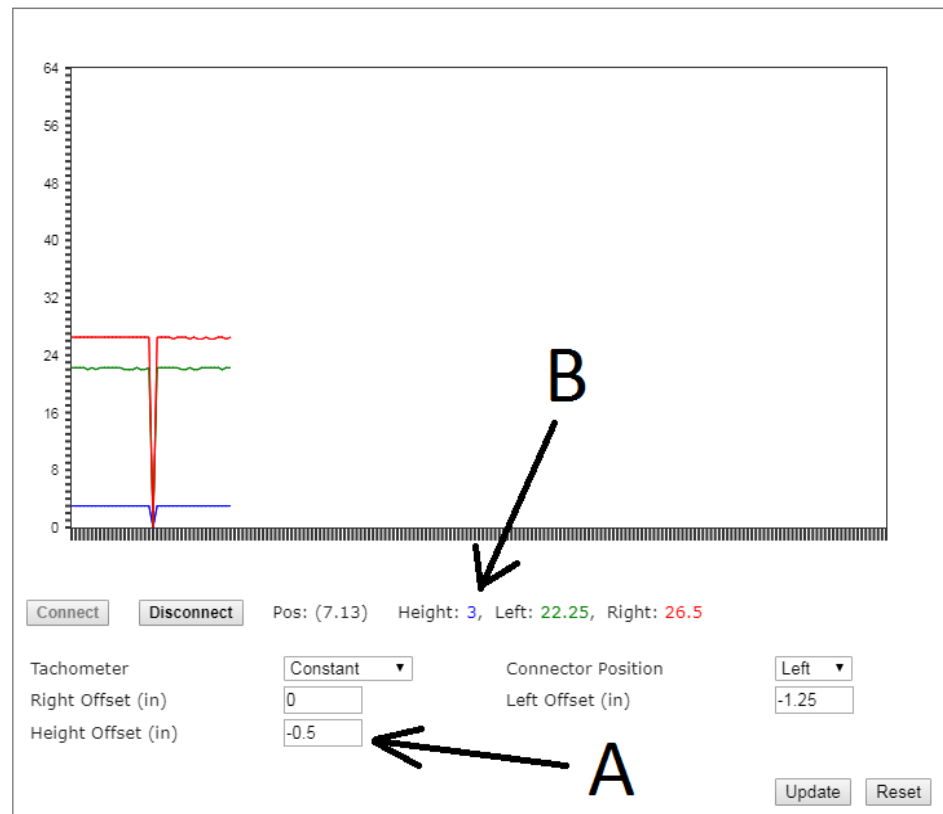 64
56
48
40
32
24
16
8
0
B
Connect Disconnect Pos: (7.13) Height: 3, Left: 22.25, Right: 26.5
Tachometer Constant Connector Position Left
Right Offset (in) 0 Left Offset (in) -1.25
Height Offset (in) -0.5
A
Update Reset